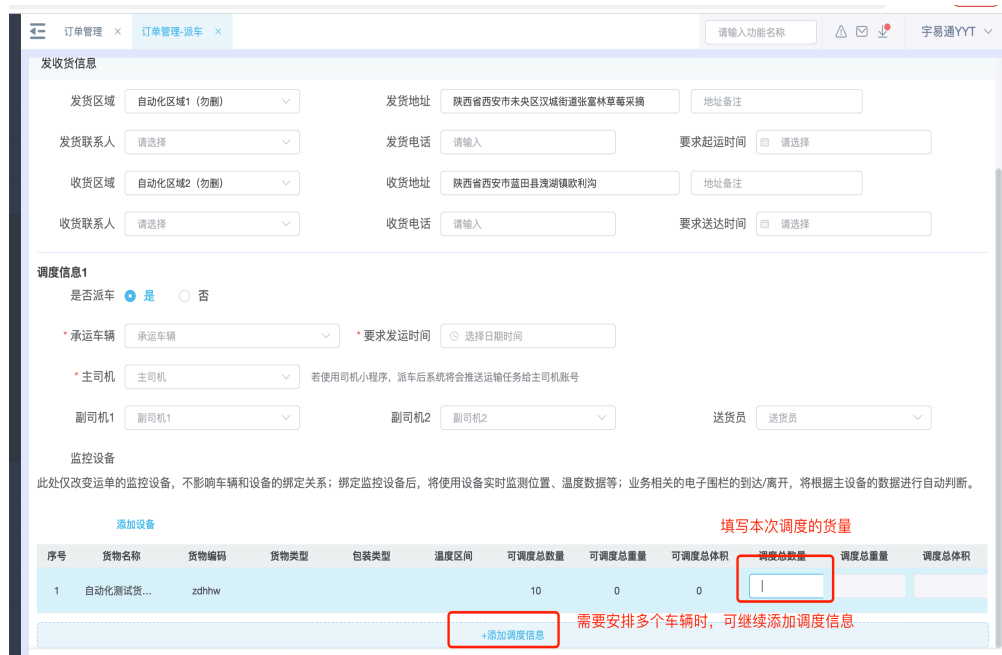 订单管理 × 订单管理-派车 × 请输入功能名称 宇易通YYT
发收货信息
发货区域 自动化区域1（勿删） 发货地址 陕西省西安市未央区汉城街道张富林草莓采摘 地址备注
发货联系人 请选择 发货电话 请输入 要求起运时间 请选择
收货区域 自动化区域2（勿删） 收货地址 陕西省西安市蓝田县洩湖镇欧利沟 地址备注
收货联系人 请选择 收货电话 请输入 要求送达时间 请选择
调度信息1
是否派车 是 否
* 承运车辆 承运车辆 * 要求发运时间 选择日期时间
* 主司机 主司机 若使用司机小程序，派车后系统将会推送运输任务给主司机账号
副司机1 副司机1 副司机2 副司机2 送货员 送货员
监控设备
此处仅改变运单的监控设备，不影响车辆和设备的绑定关系；绑定监控设备后，将使用设备实时监测位置、温度数据等；业务相关的电子围栏的到达/离开，将根据主设备的数据进行自动判断。
添加设备 填写本次调度的货量
序号 货物名称 货物编码 货物类型 包装类型 温度区间 可调度总数量 可调度总重量 可调度总体积 调度总数量 调度总重量 调度总体积
1 自动化测试货... zdhhw 10 0 0
需要安排多个车辆时，可继续添加调度信息
+添加调度信息